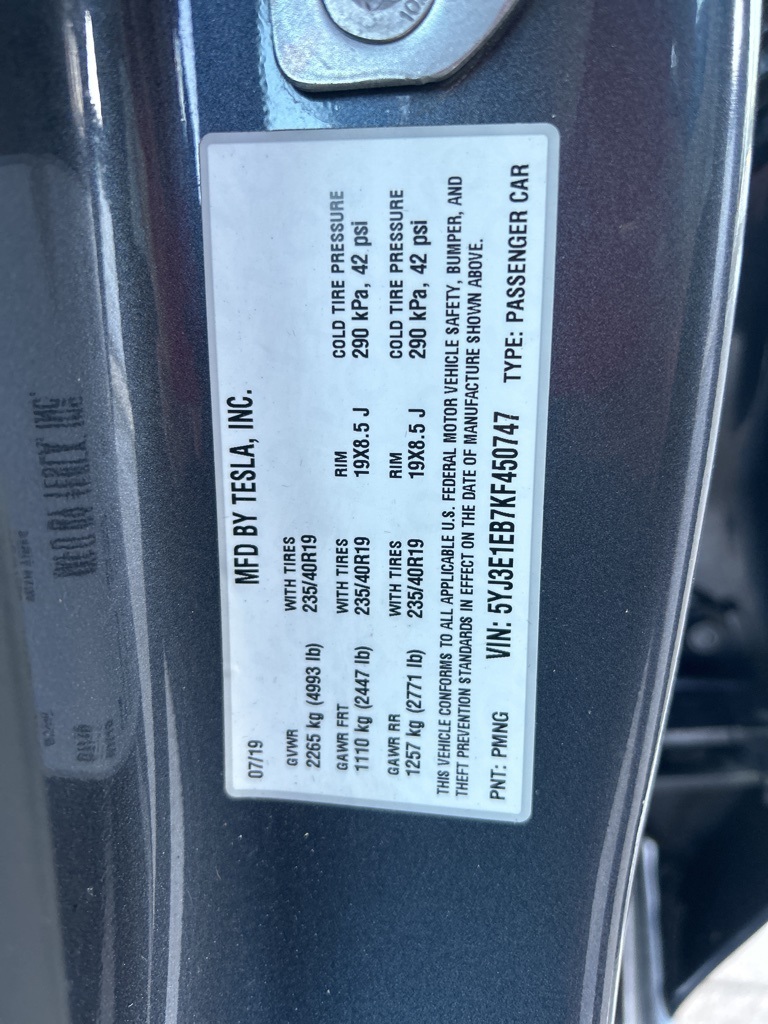 07/19 MFD BY TESLA, INC.
GVWR WITH TIRES
2265 kg (4993 lb) 235/40R19
GAWR FRT WITH TIRES RIM COLD TIRE PRESSURE
1110 kg (2447 lb) 235/40R19 19X8.5 J 290 kPa, 42 psi
GAWR RR WITH TIRES RIM COLD TIRE PRESSURE
1257 kg (2771 lb) 235/40R19 19X8.5 J 290 kPa, 42 psi
THIS VEHICLE CONFORMS TO ALL APPLICABLE U.S. FEDERAL MOTOR VEHICLE SAFETY, BUMPER, AND
THEFT PREVENTION STANDARDS IN EFFECT ON THE DATE OF MANUFACTURE SHOWN ABOVE.
PNT: PMNG VIN: 5YJ3E1EB7KF450747 TYPE: PASSENGER CAR